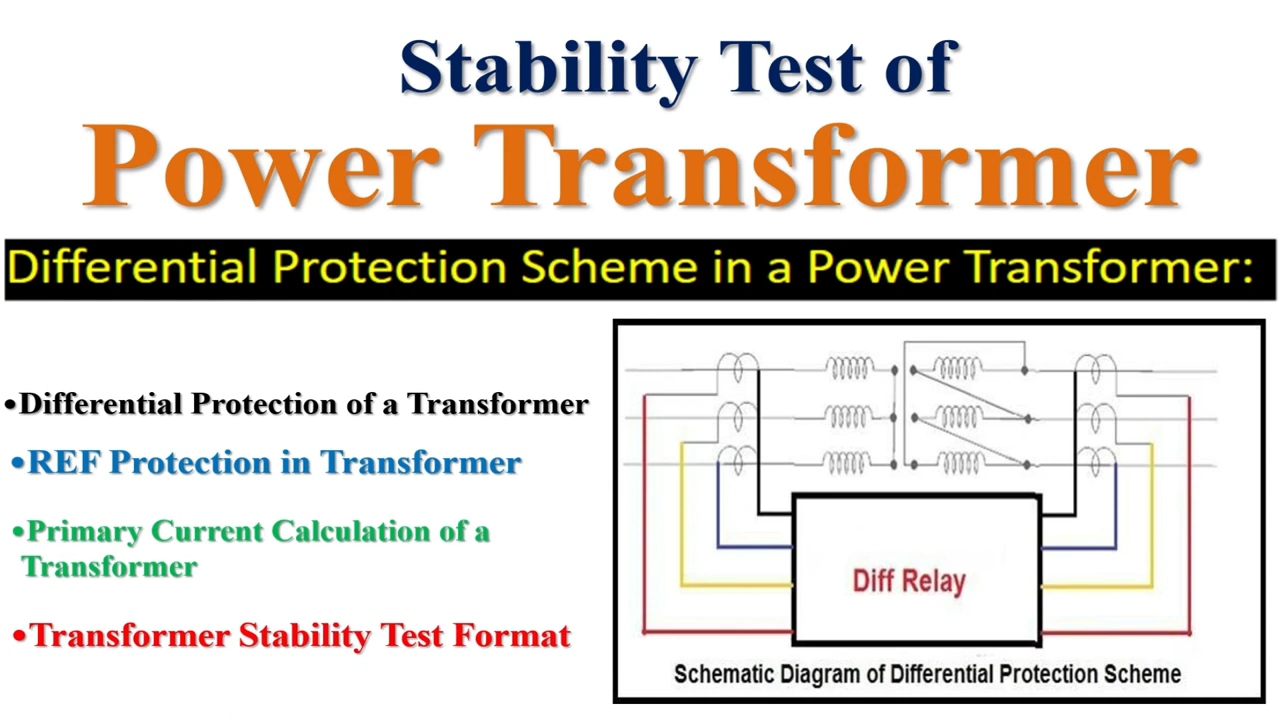 Stability Test of
Power Transformer
Differential Protection Scheme in a Power Transformer:
•Differential Protection of a Transformer
•REF Protection in Transformer
•Primary Current Calculation of a
Transformer
•Transformer Stability Test Format
Diff Relay
Schematic Diagram of Differential Protection Scheme